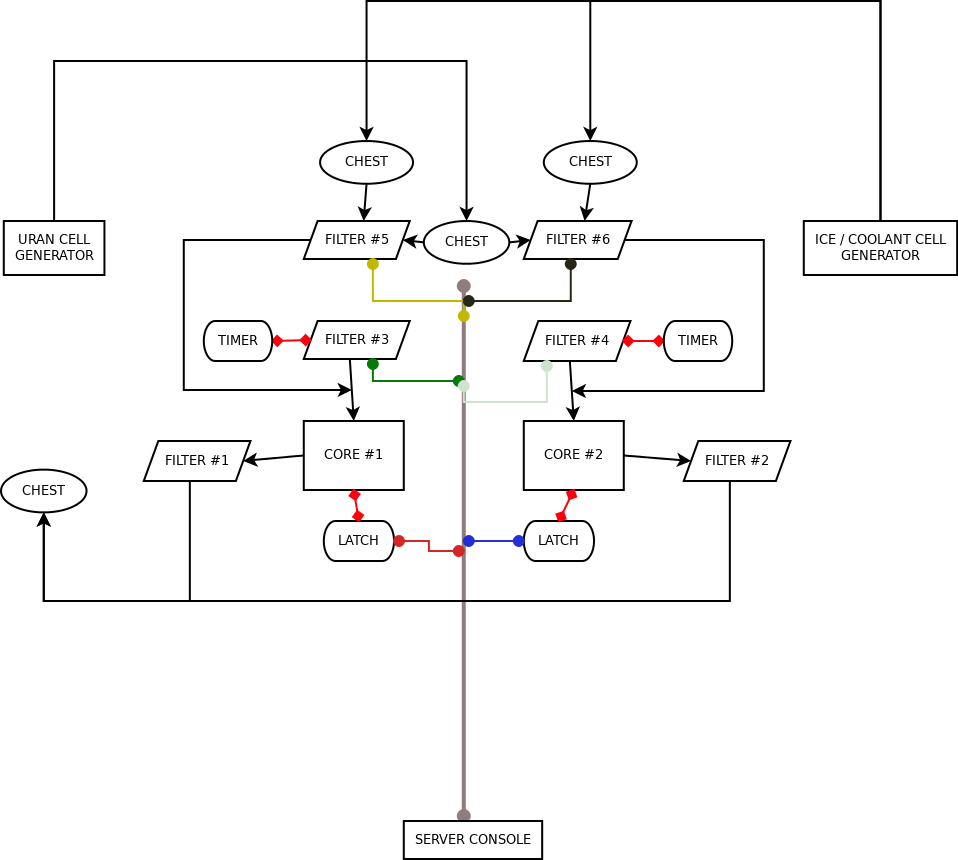 CHEST
CHEST
URAN CELL
GENERATOR
FILTER #5
CHEST
FILTER #6
ICE / COOLANT CELL
GENERATOR
TIMER
FILTER #3
FILTER #4
TIMER
FILTER #1
CORE #1
CORE #2
FILTER #2
CHEST
LATCH
LATCH
SERVER CONSOLE